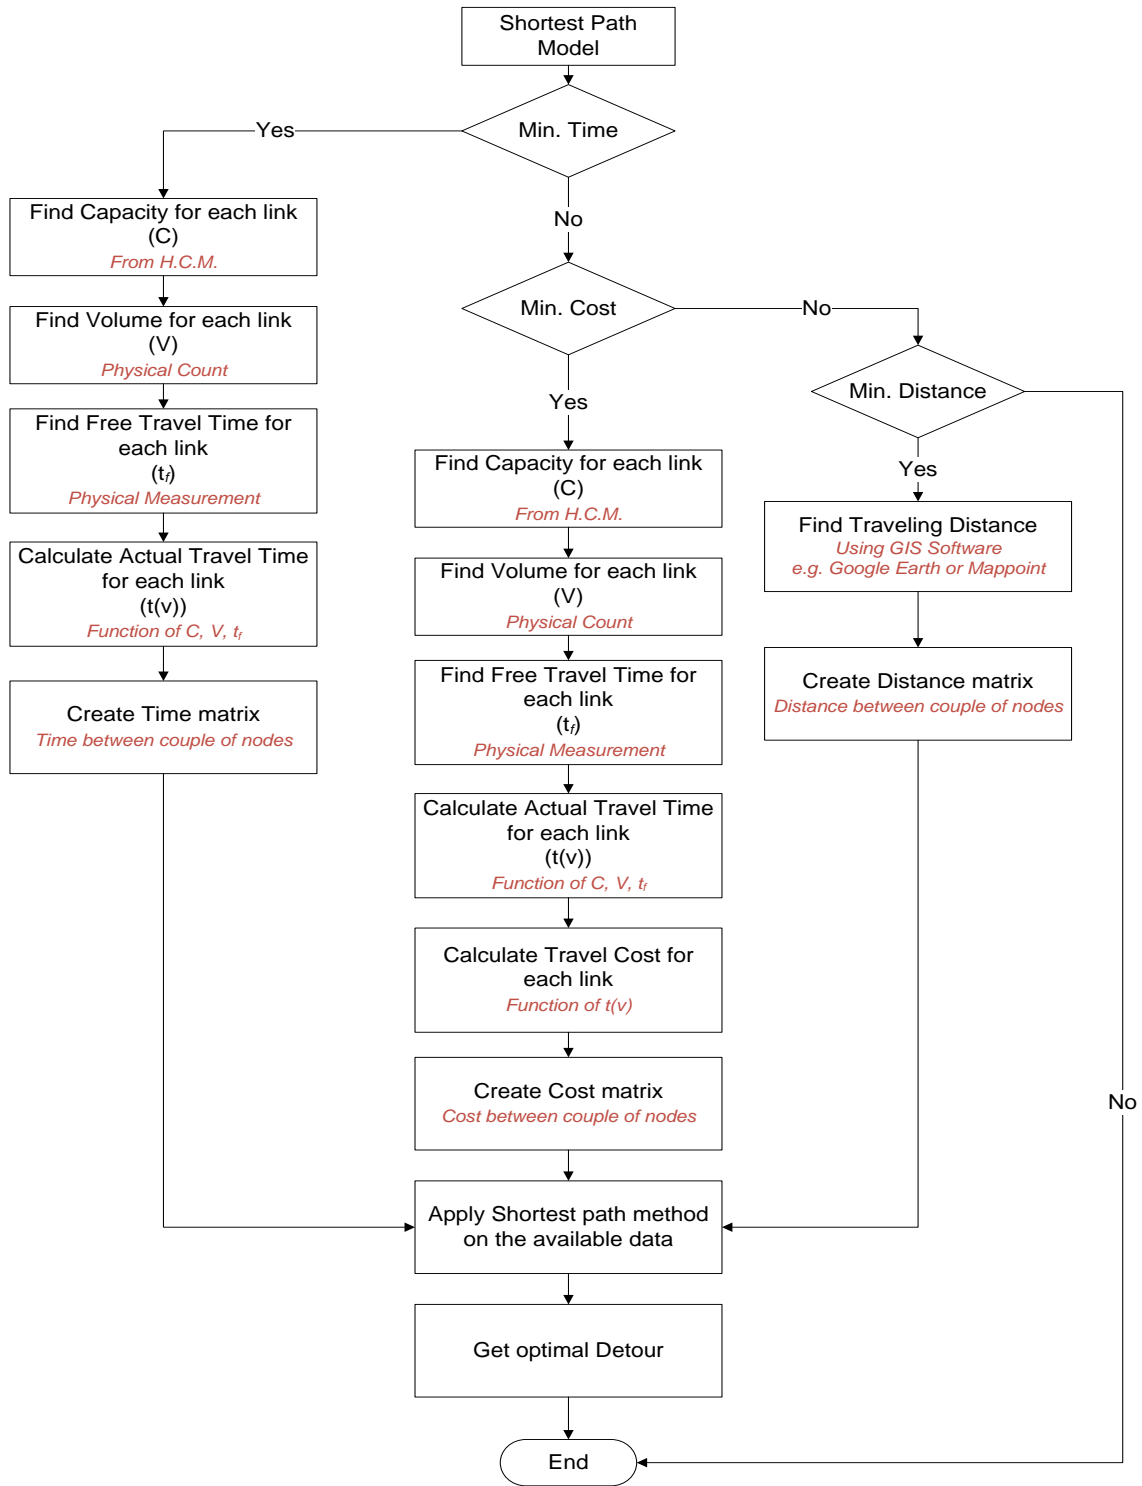 Shortest Path
Model
Min. Time
Yes
No
Find Capacity for each link
(C)
From H.C.M.
Find Volume for each link
(V)
Physical Count
Find Free Travel Time for
each link
(tf)
Physical Measurement
Calculate Actual Travel Time
for each link
(t(v))
Function of C, V, tf
Create Time matrix
Time between couple of nodes
Min. Cost
No
Yes
Find Capacity for each link
(C)
From H.C.M.
Find Volume for each link
(V)
Physical Count
Find Free Travel Time for
each link
(tf)
Physical Measurement
Calculate Actual Travel Time
for each link
(t(v))
Function of C, V, tf
Calculate Travel Cost for
each link
Function of t(v)
Create Cost matrix
Cost between couple of nodes
Min. Distance
Yes
No
Find Traveling Distance
Using GIS Software
e.g. Google Earth or Mappoint
Create Distance matrix
Distance between couple of nodes
Apply Shortest path method
on the available data
Get optimal Detour
End